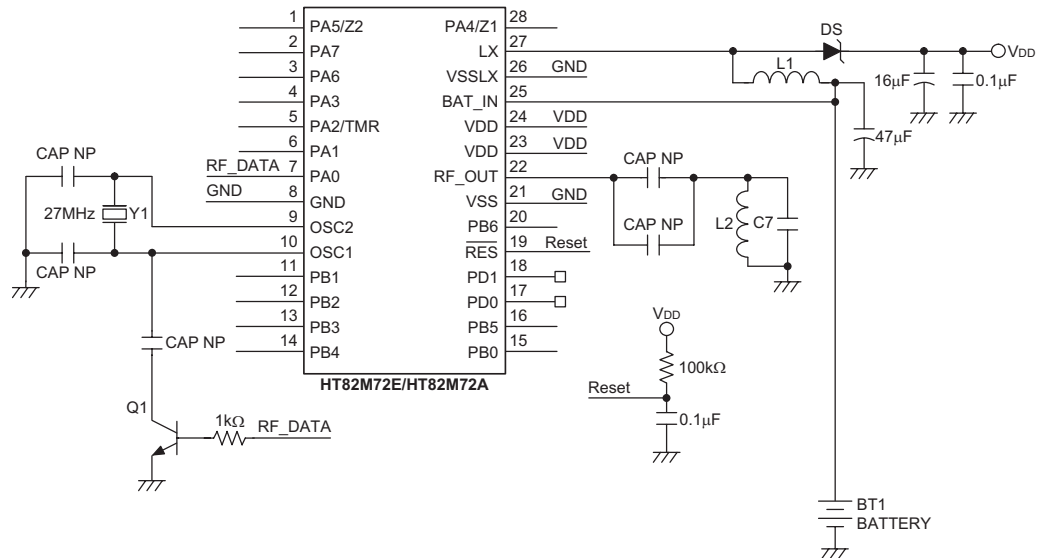 1 PA5/Z2 PA4/Z1 28
2 PA7 LX 27
3 PA6 VSSLX 26 GND
4 PA3 BAT_IN 25
5 PA2/TMR VDD 24 VDD
6 PA1 VDD 23 VDD
RF_DATA 7 PA0 RF_OUT 22
GND 8 GND VSS 21 GND
9 OSC2 PB6 20
10 OSC1 RES 19 Reset
11 PB1 PD1 18
12 PB2 PD0 17
13 PB3 PB5 16
14 PB4 PB0 15
HT82M72E/HT82M72A
DS
VDD
L1
16μF
0.1μF
47μF
CAP NP
27MHz Y1
CAP NP
CAP NP
CAP NP
CAP NP
L2 C7
Q1
1kΩ
RF_DATA
VDD
100kΩ
Reset
0.1μF
BT1
BATTERY